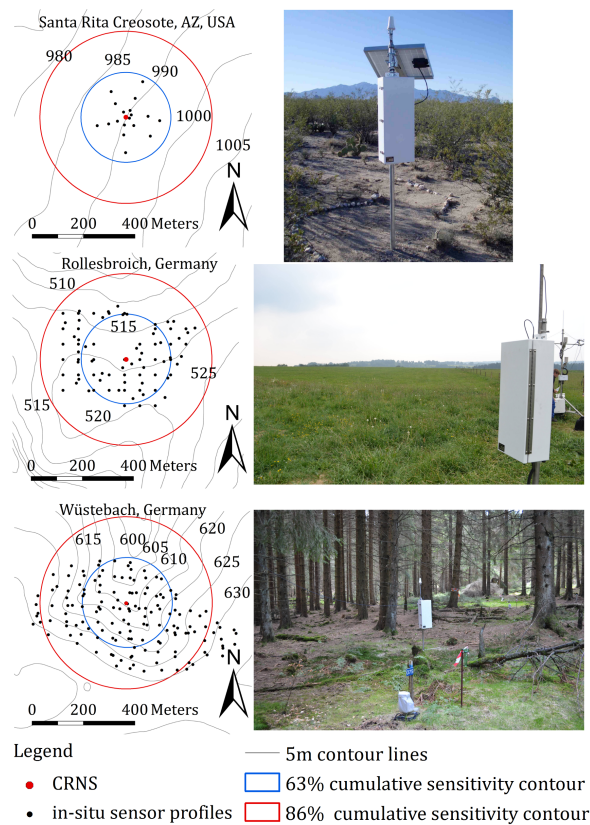 Santa Rita Creosote, AZ, USA
980
985
990
1000
1005
N
0 200 400 Meters
Rollesbroich, Germany
510
515
525
515
520
N
0 200 400 Meters
Wüstebach, Germany
620
615 600
605
610
625
630
N
0 200 400 Meters
Legend
5m contour lines
CRNS
63% cumulative sensitivity contour
in-situ sensor profiles
86% cumulative sensitivity contour